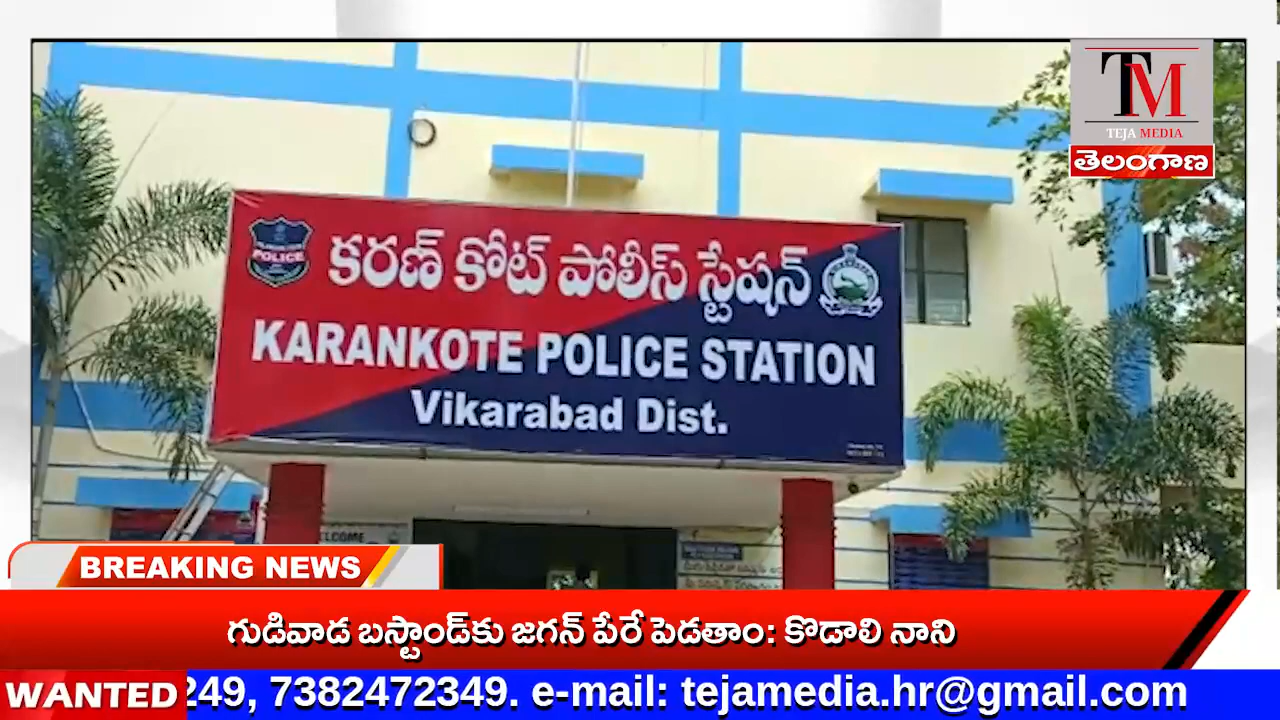 TM
TEJA MEDIA
తెలంగాణ
POLICE
కరణ్ కోట్ పోలీస్ స్టేషన్
KARANKOTE POLICE STATION
Vikarabad Dist.
BREAKING NEWS
గుడివాడ బస్టాండ్‌కు జగన్ పేరే పెడతాం: కొడాలి నాని
WANTED 249, 7382472349. e-mail: tejamedia.hr@gmail.com